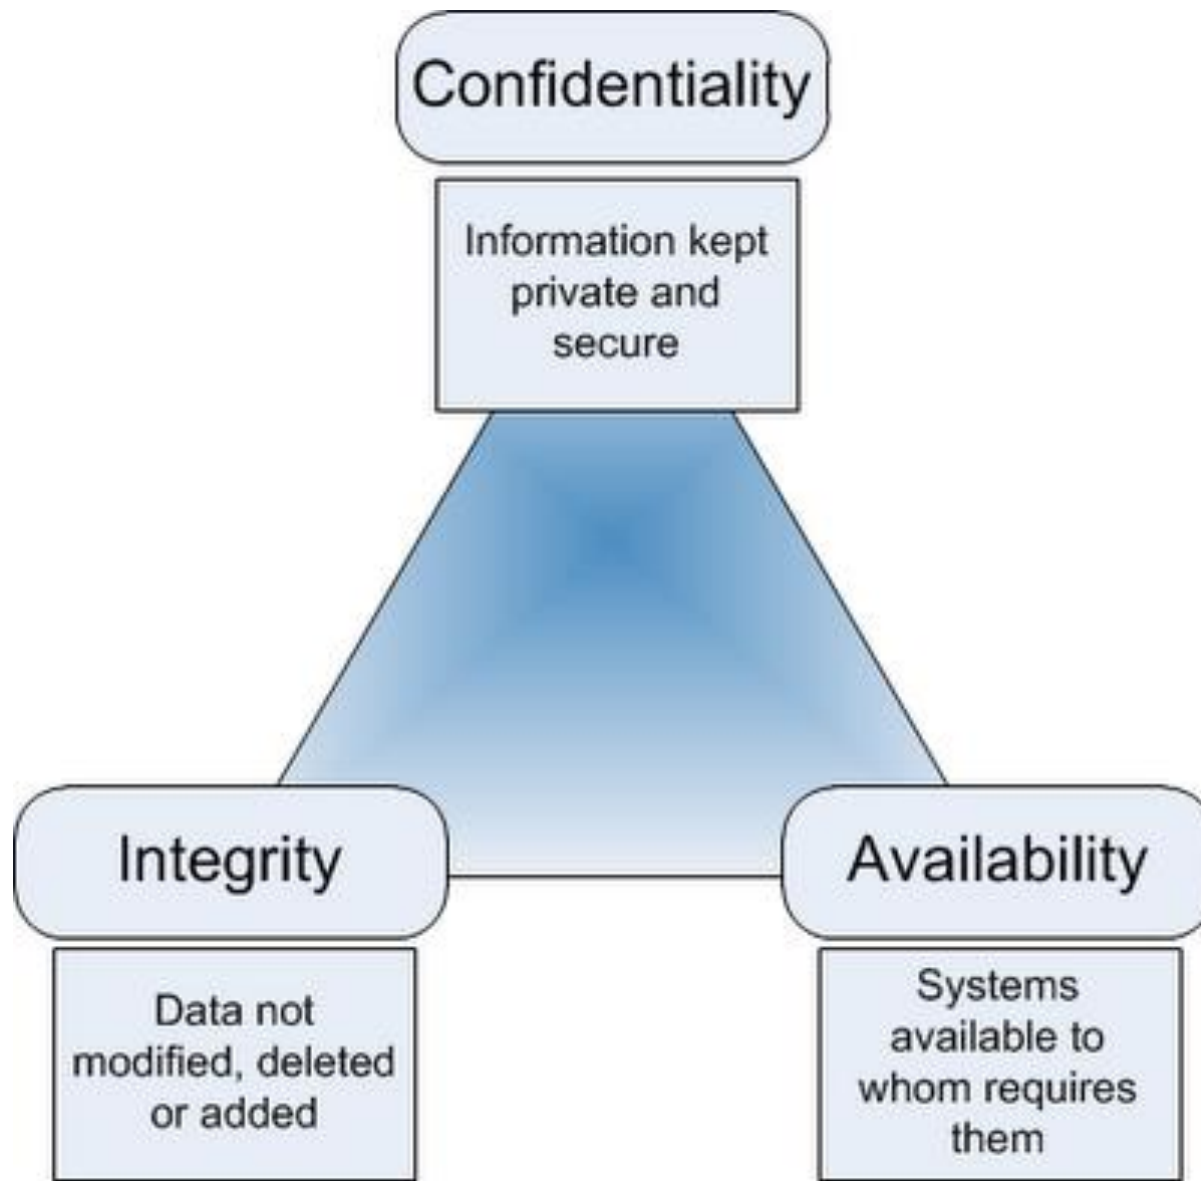 Confidentiality
Information kept
private and
secure
Integrity
Data not
modified, deleted
or added
Availability
Systems
available to
whom requires
them